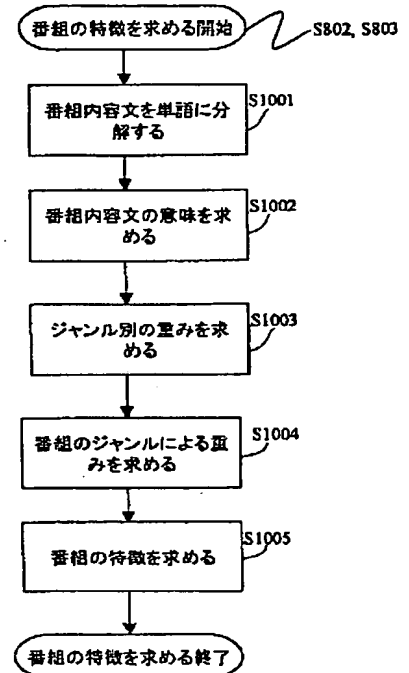 番組の特徴を求める開始
S802, S803
S1001
番組内容文を単語に分
解する
S1002
番組内容文の意味を求
める
S1003
ジャンル別の重みを求
める
S1004
番組のジャンルによる重
みを求める
S1005
番組の特徴を求める
番組の特徴を求める終了